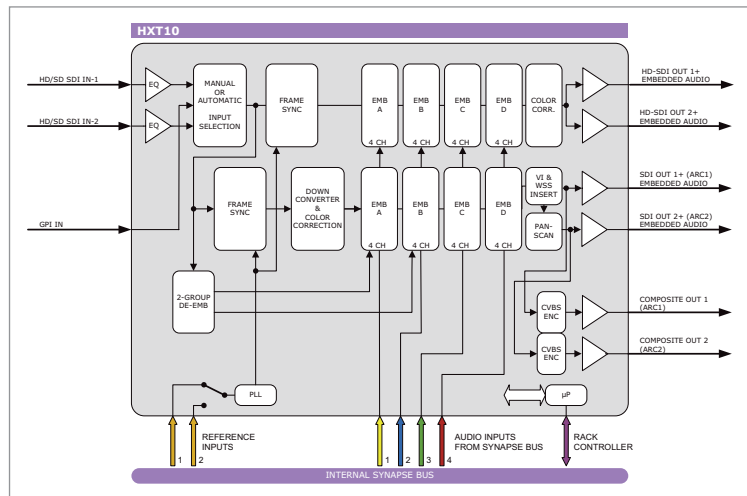 HXT10
HD/SD SDI IN-1
HD/SD SDI IN-2
GPI IN
EQ
EQ
MANUAL
OR
AUTOMATIC
INPUT
SELECTION
FRAME
SYNC
EMB
A
4 CH
EMB
B
4 CH
EMB
C
4 CH
EMB
D
4 CH
COLOR
CORR.
HD-SDI OUT 1+
EMBEDDED AUDIO
HD-SDI OUT 2+
EMBEDDED AUDIO
FRAME
SYNC
DOWN
CONVERTER
&
COLOR
CORRECTION
EMB
A
4 CH
EMB
B
4 CH
EMB
C
4 CH
EMB
D
4 CH
VI &
WSS
INSERT
PAN-
SCAN
SDI OUT 1+ (ARC1)
EMBEDDED AUDIO
SDI OUT 2+ (ARC2)
EMBEDDED AUDIO
2-GROUP
DE-EMB
CVBS
ENC
CVBS
ENC
COMPOSITE OUT 1
(ARC1)
COMPOSITE OUT 2
(ARC2)
PLL
µP
REFERENCE
INPUTS
1
2
1
2
3
4
AUDIO INPUTS
FROM SYNAPSE BUS
RACK
CONTROLLER
INTERNAL SYNAPSE BUS